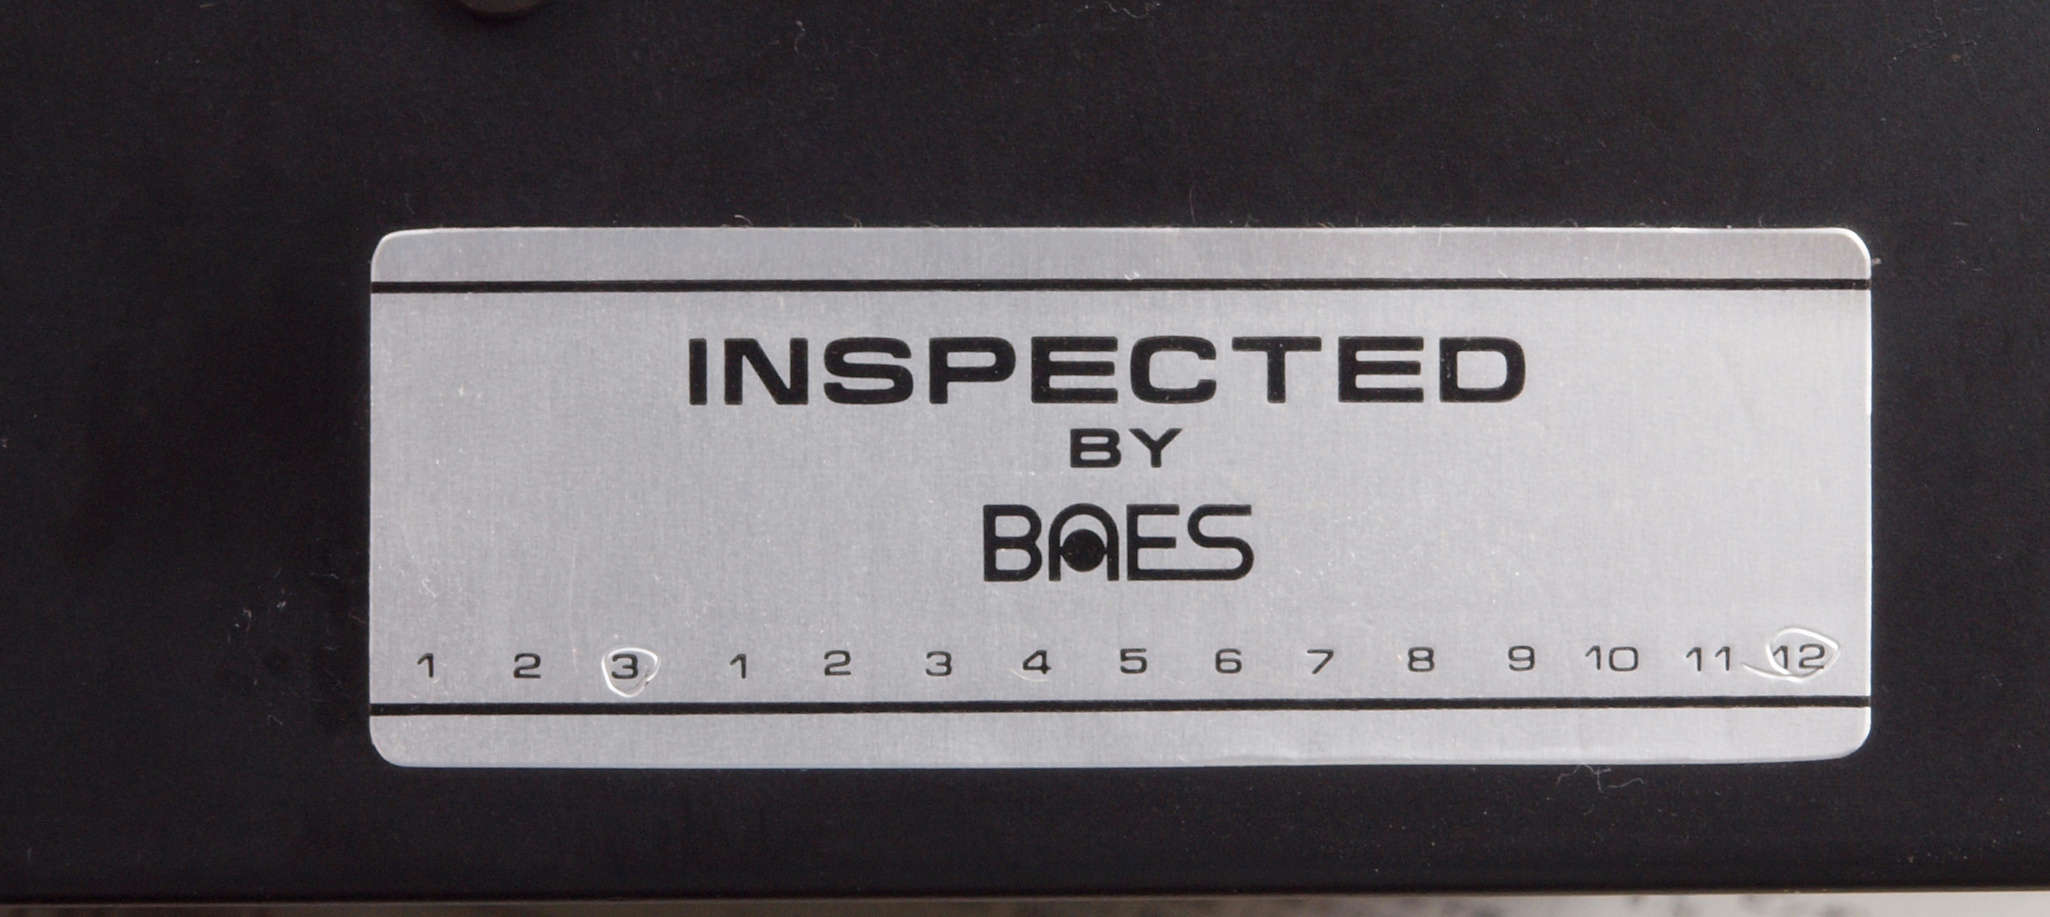 INSPECTED
BY
BAES
1 2 3 1 2 3 4 5 6 7 8 9 10 11 12